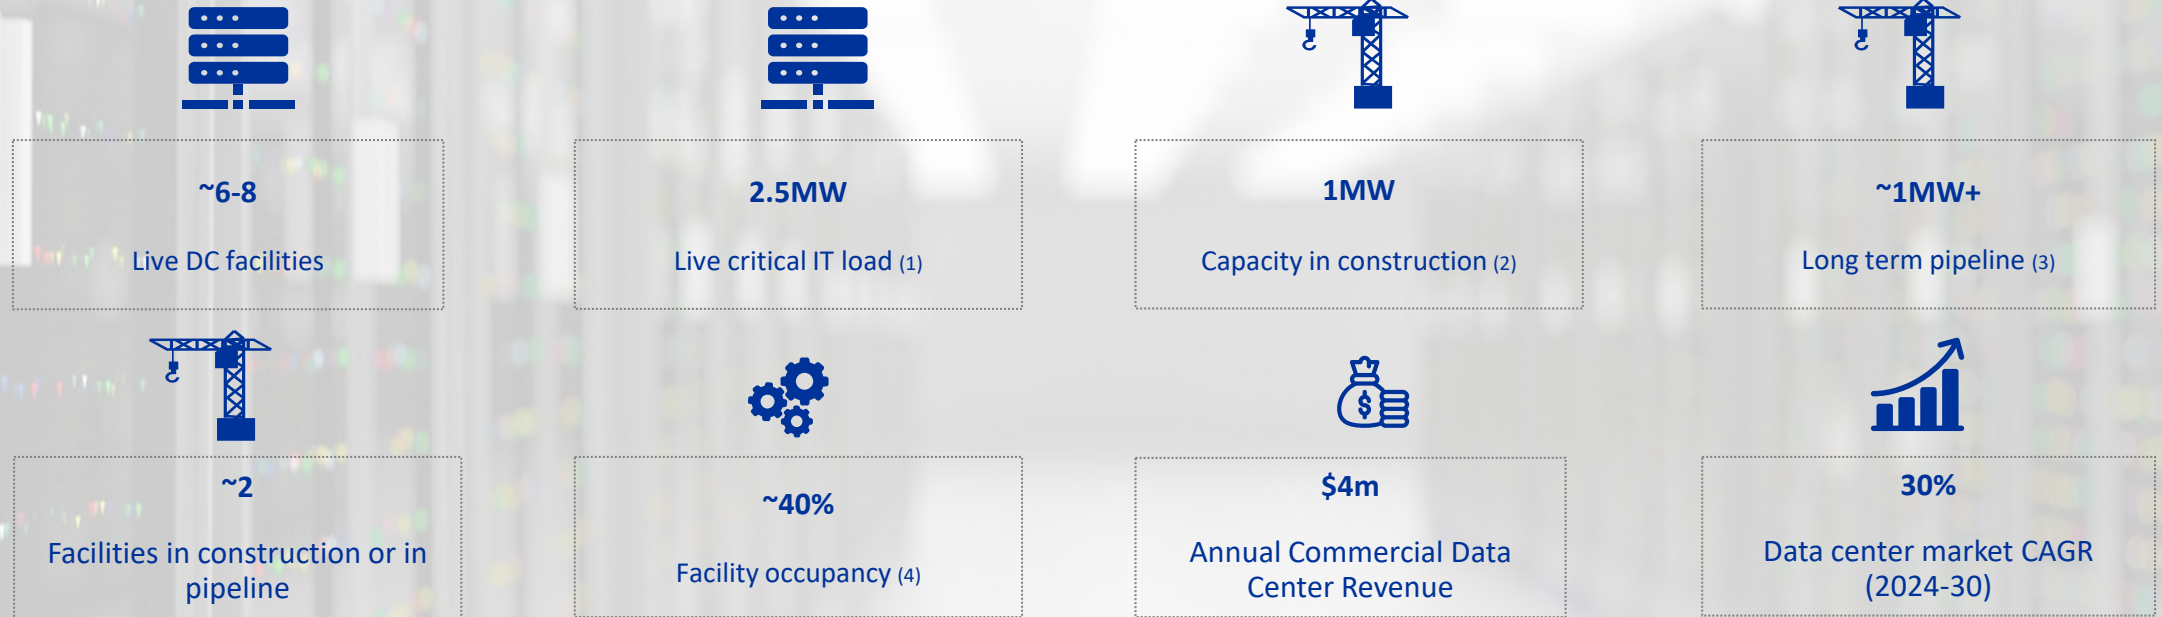 ~6-8
Live DC facilities
2.5MW
Live critical IT load (1)
1MW
Capacity in construction (2)
~1MW+
Long term pipeline (3)
~2
Facilities in construction or in
pipeline
~40%
Facility occupancy (4)
$4m
Annual Commercial Data
Center Revenue
30%
Data center market CAGR
(2024-30)